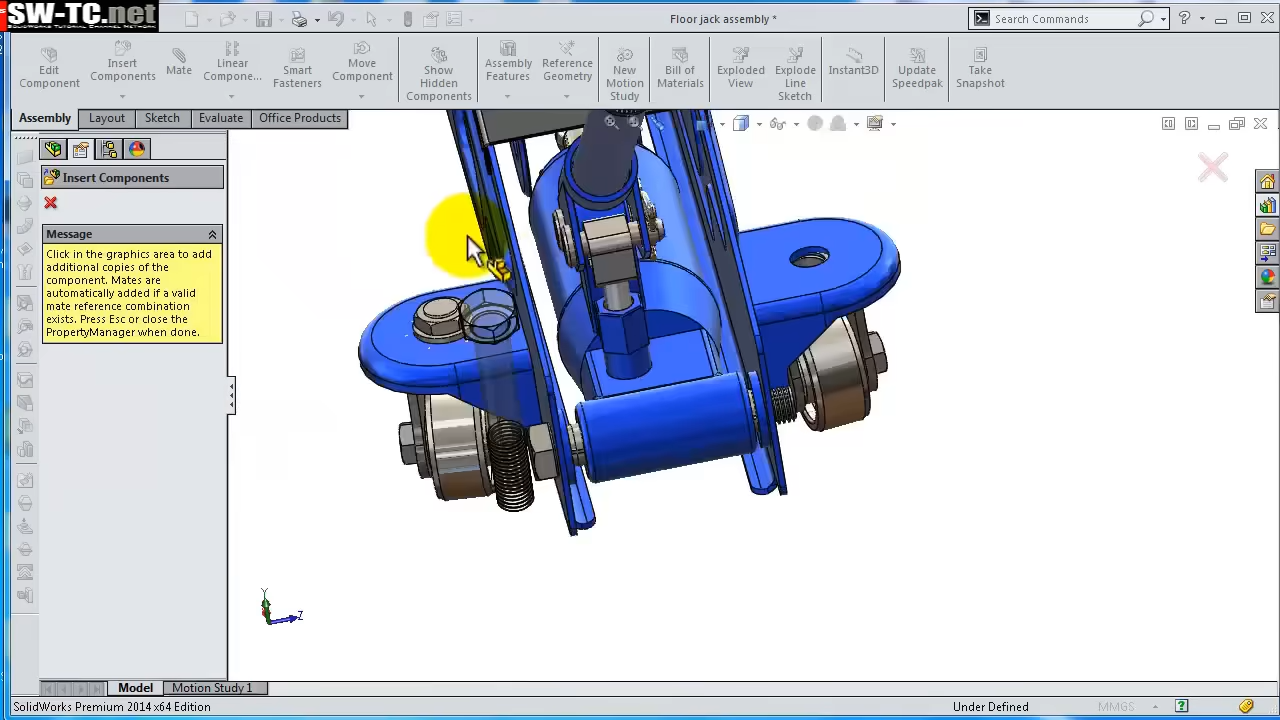 SW-TC.net
SOLIDWORKS TUTORIAL CHANNEL NETWORK
Floor jack assembly *
Search Commands
Edit Component
Insert Components
Mate
Linear Compone...
Smart Fasteners
Move Component
Show Hidden Components
Assembly Features
Reference Geometry
New Motion Study
Bill of Materials
Exploded View
Explode Line Sketch
Instant3D
Update Speedpak
Take Snapshot
Assembly
Layout
Sketch
Evaluate
Office Products
Insert Components
Message
Click in the graphics area to add
additional copies of the
component. Mates are
automatically added if a valid
mate reference combination
exists. Press Esc or close the
PropertyManager when done.
Y
Z
Model
Motion Study 1
SolidWorks Premium 2014 x64 Edition
Under Defined
MMGS